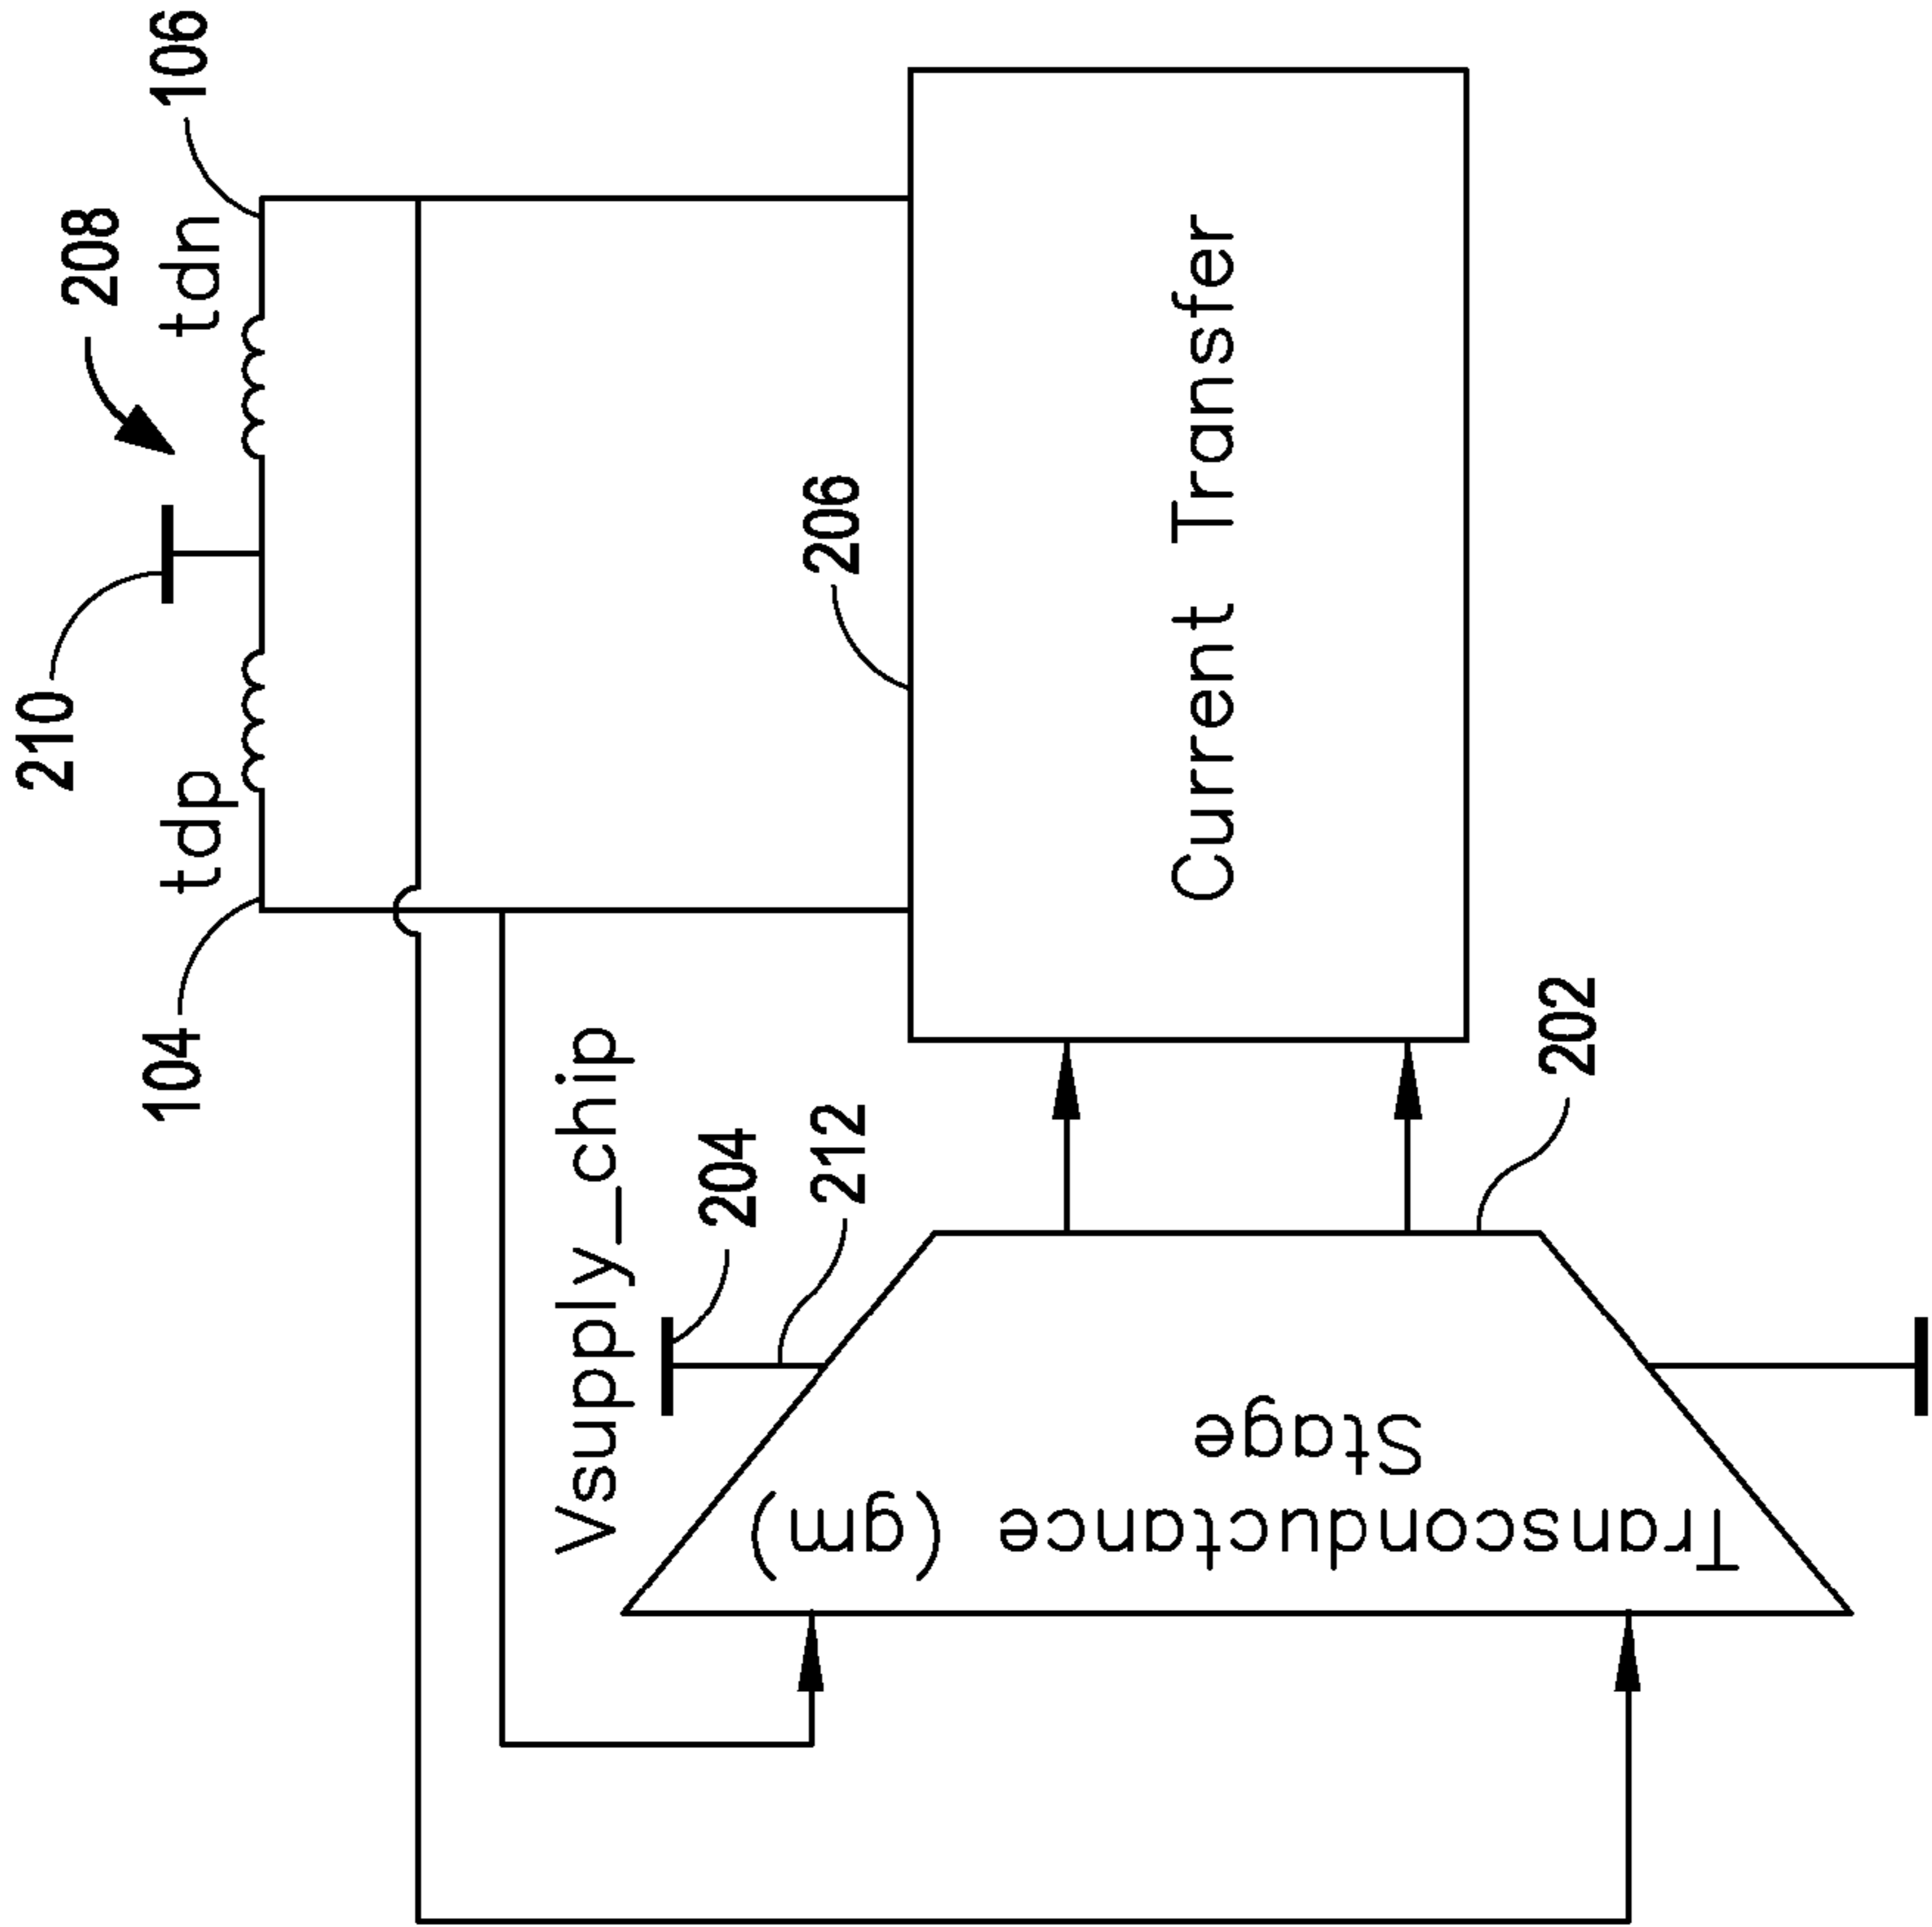 210
208
104
tdp
tdn
106
Vsupply_chip
204
212
206
Transconductance (gm)
Stage
Current Transfer
202